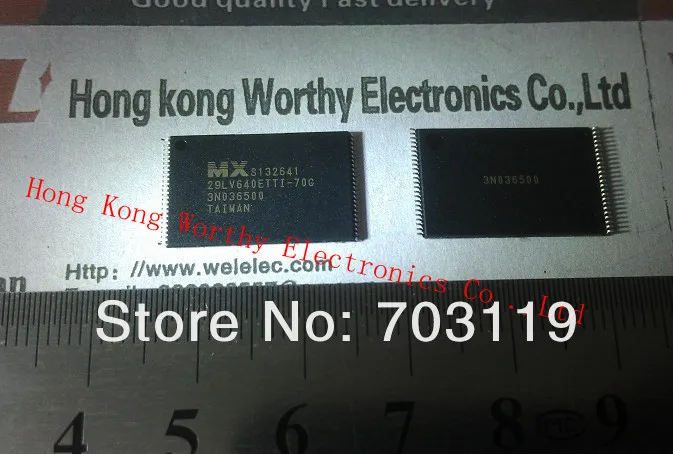 Good quality Fast delivery
Hong kong Worthy Electronics Co.,Ltd
MX S132641
29LV640ETTI-70G
3N036500
TAIWAN
3N036500
Hong Kong Worthy Electronics Co., Ltd
Http: //www.welelec.com
Store No: 703119
4 5 6 7 8 9